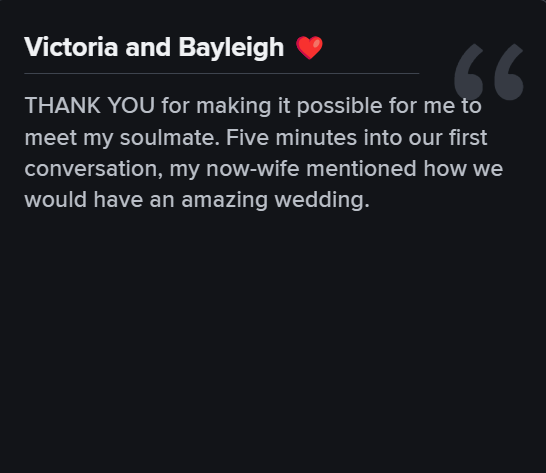 Victoria and Bayleigh ❤️
“
THANK YOU for making it possible for me to
meet my soulmate. Five minutes into our first
conversation, my now-wife mentioned how we
would have an amazing wedding.